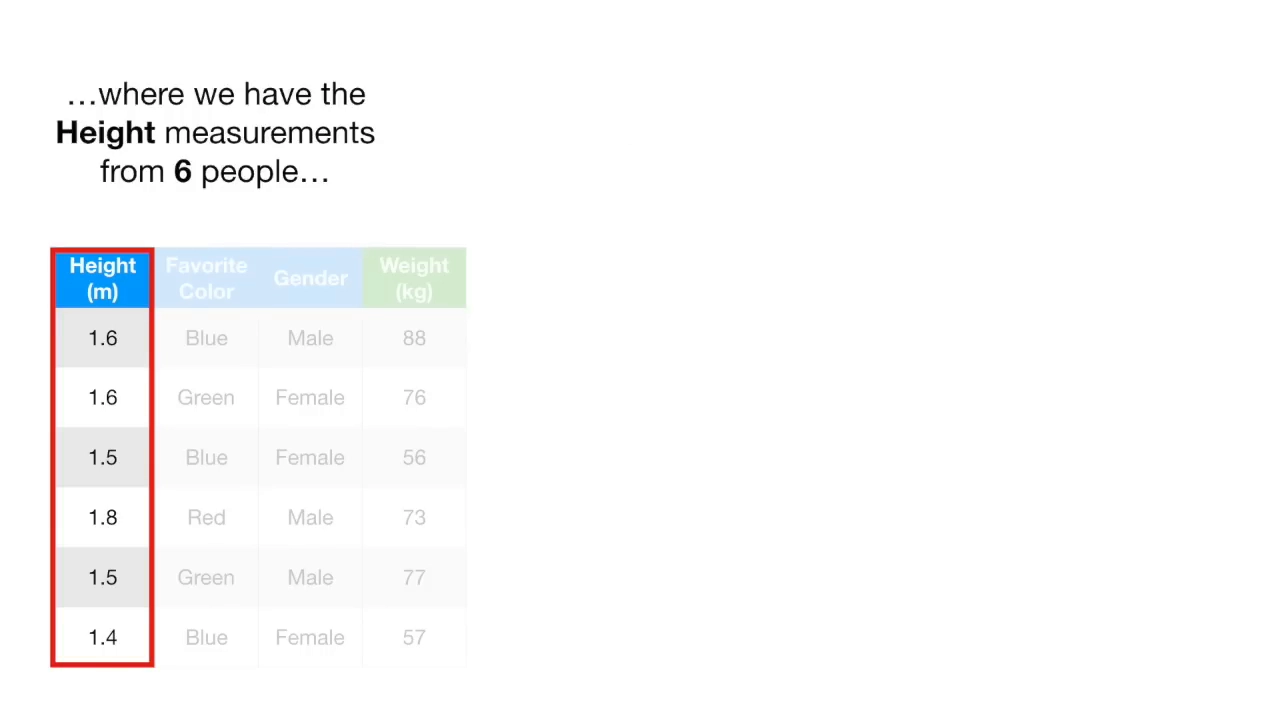 …where we have the
Height measurements
from 6 people…
Height (m) Favorite Color Gender Weight (kg)
1.6 Blue Male 88
1.6 Green Female 76
1.5 Blue Female 56
1.8 Red Male 73
1.5 Green Male 77
1.4 Blue Female 57